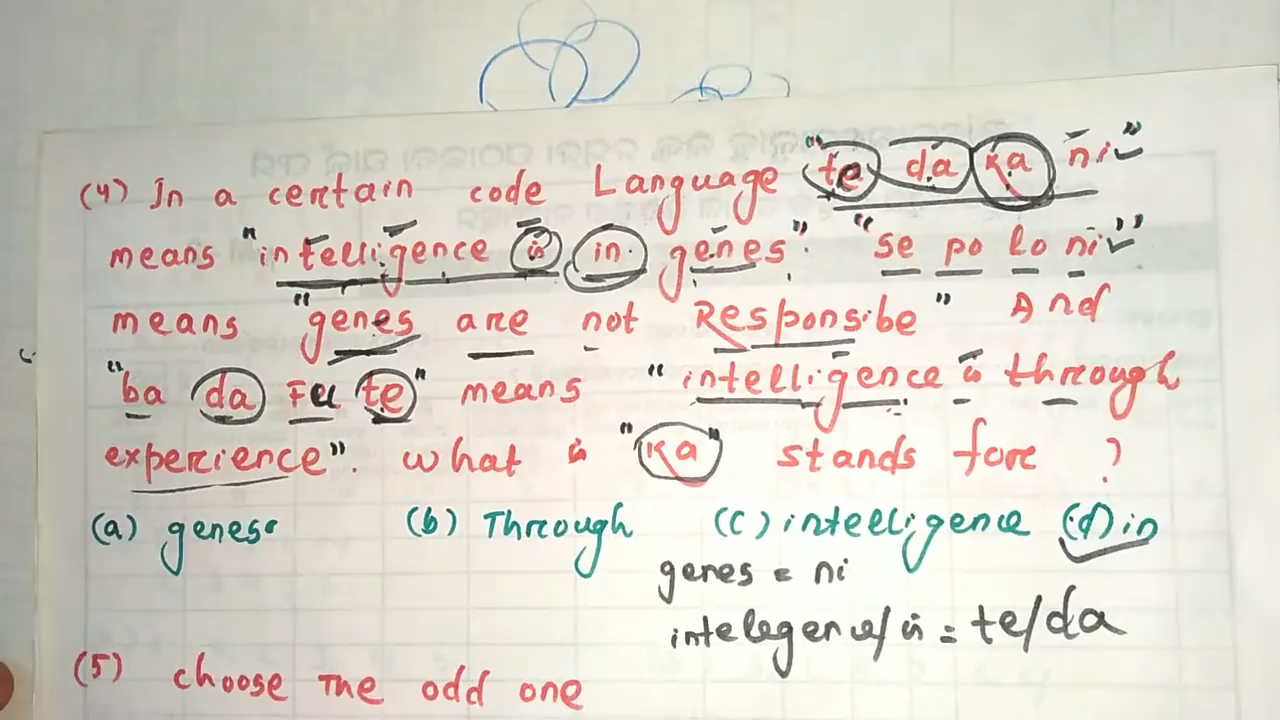 (4) In a certain code Language "te da ka ni"
means "intelligence is in genes". "se po lo ni"
means "genes are not Responsibe" And
"ba da Fu te" means "intelligence is through
experience". what is "Ka" stands fore ?
(a) genes (b) Through (c) intelligence (d) in
genes = ni
intelegence/is = te/da
(5) choose The odd one